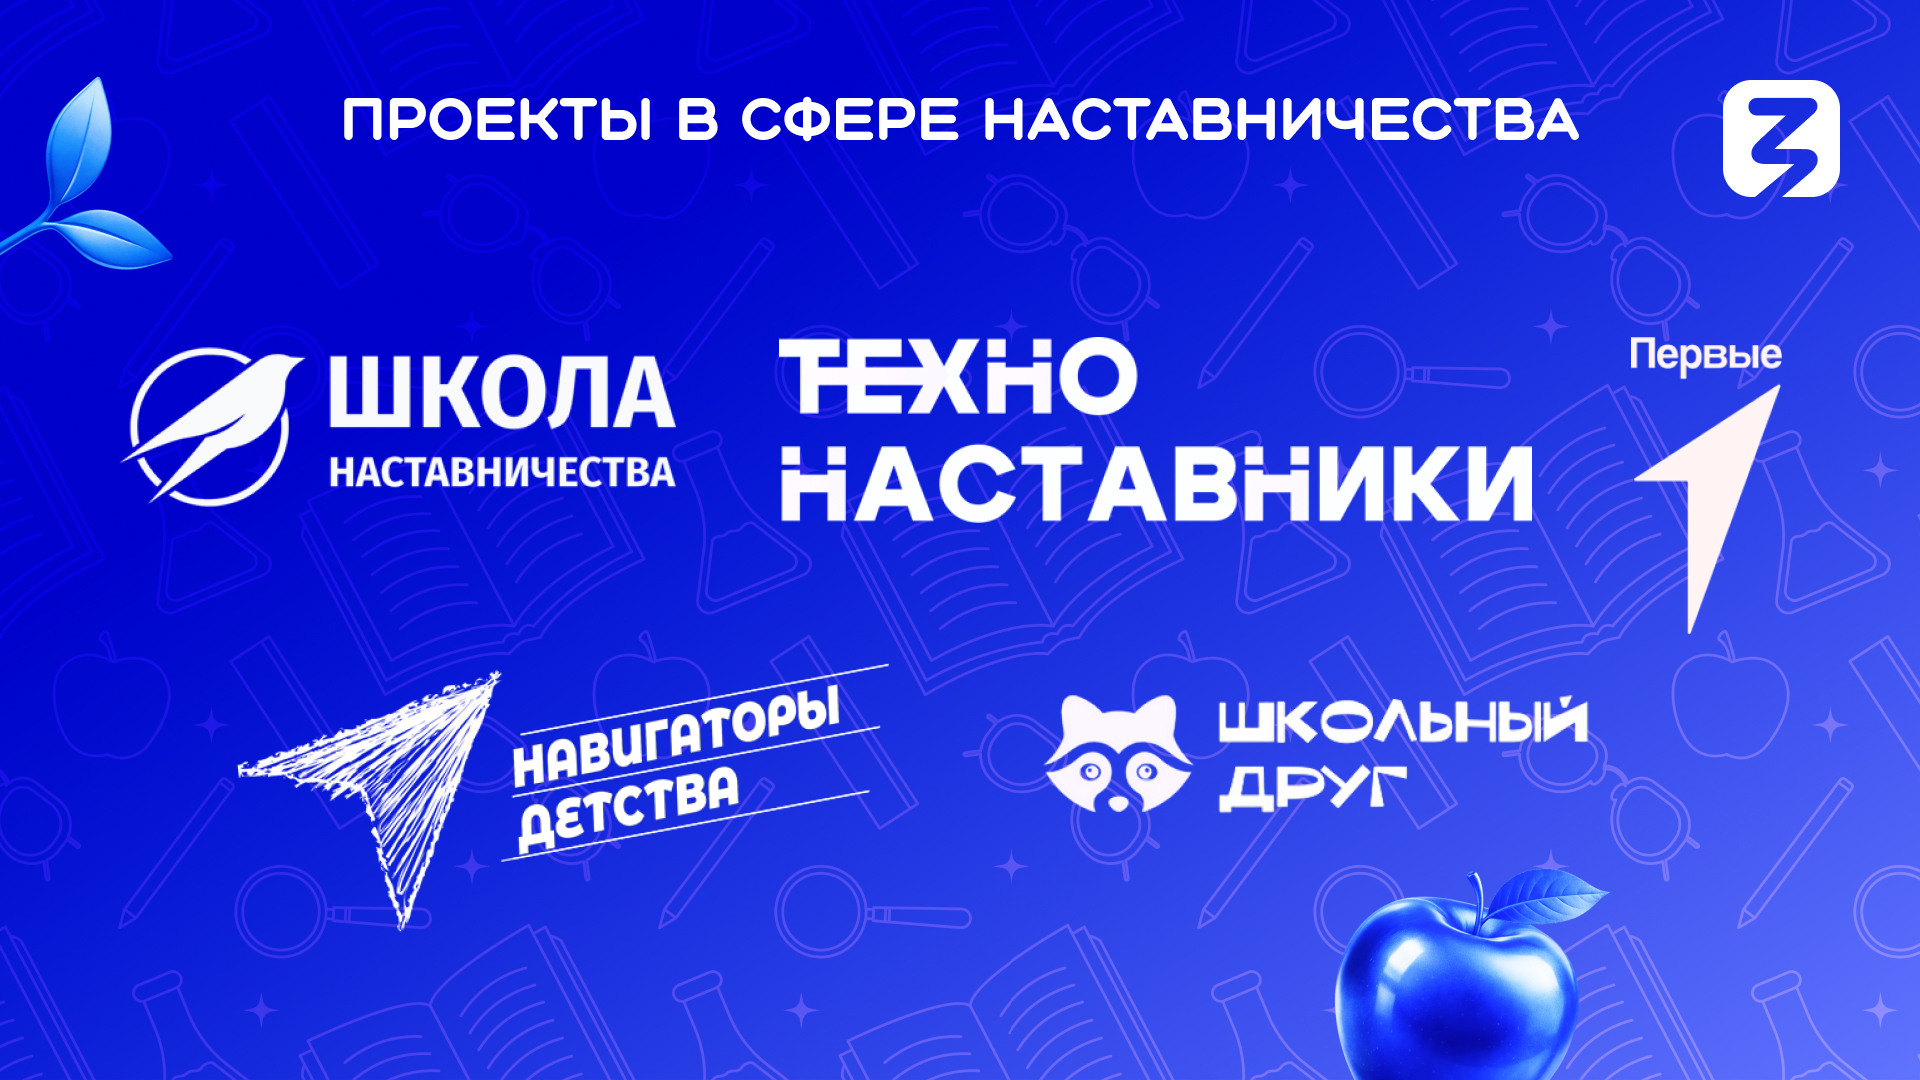 ПРОЕКТЫ В СФЕРЕ НАСТАВНИЧЕСТВА
ШКОЛА
НАСТАВНИЧЕСТВА
ТЕХНО
НАСТАВНИКИ
Первые
НАВИГАТОРЫ
ДЕТСТВА
ШКОЛЬНЫЙ
ДРУГ